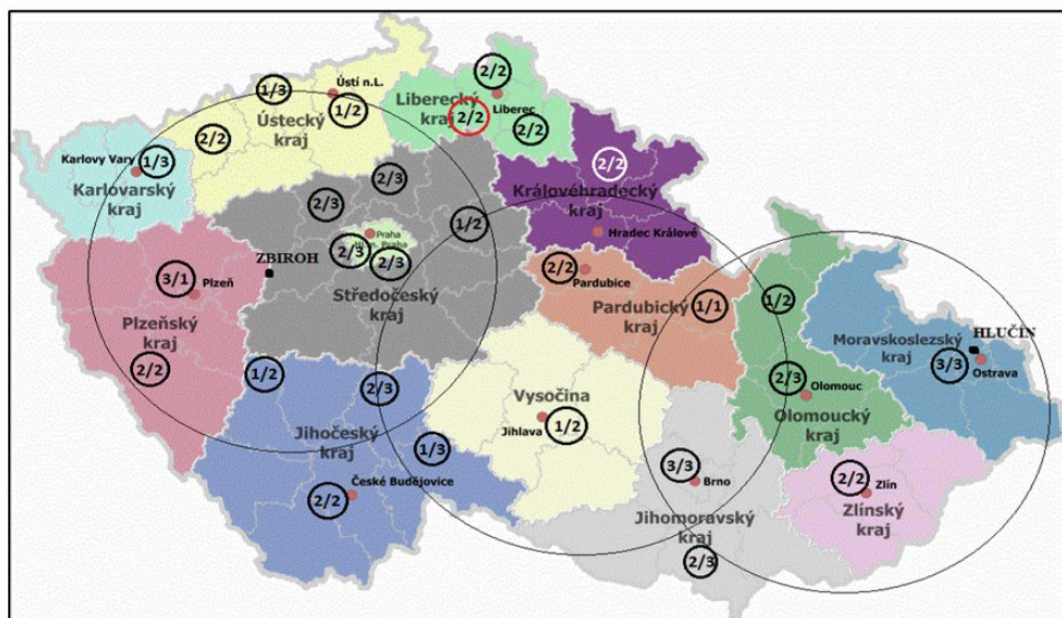 2/2
1/3
Ústí n.L.
Liberecký
kraj
Liberec
1/2
2/2
Ústecký
kraj
2/2
2/2
Karlovy Vary
1/3
2/2
Karlovarský
kraj
2/3
2/3
Královéhradecký
kraj
1/2
Praha
Hradec Králové
2/3
2/3
ZBIROH
3/1
Plzeň
2/2
Pardubice
Středočeský
kraj
Pardubický
kraj
1/1
1/2
Plzeňský
kraj
HLUČÍN
Moravskoslezský
kraj
3/3
Ostrava
2/2
1/2
2/3
2/3
Olomouc
Vysočina
Olomoucký
kraj
Jihočeský
kraj
Jihlava
1/2
1/3
3/3
Brno
České Budějovice
2/2
2/2
Zlín
Jihomoravský
kraj
Zlínský
kraj
2/3